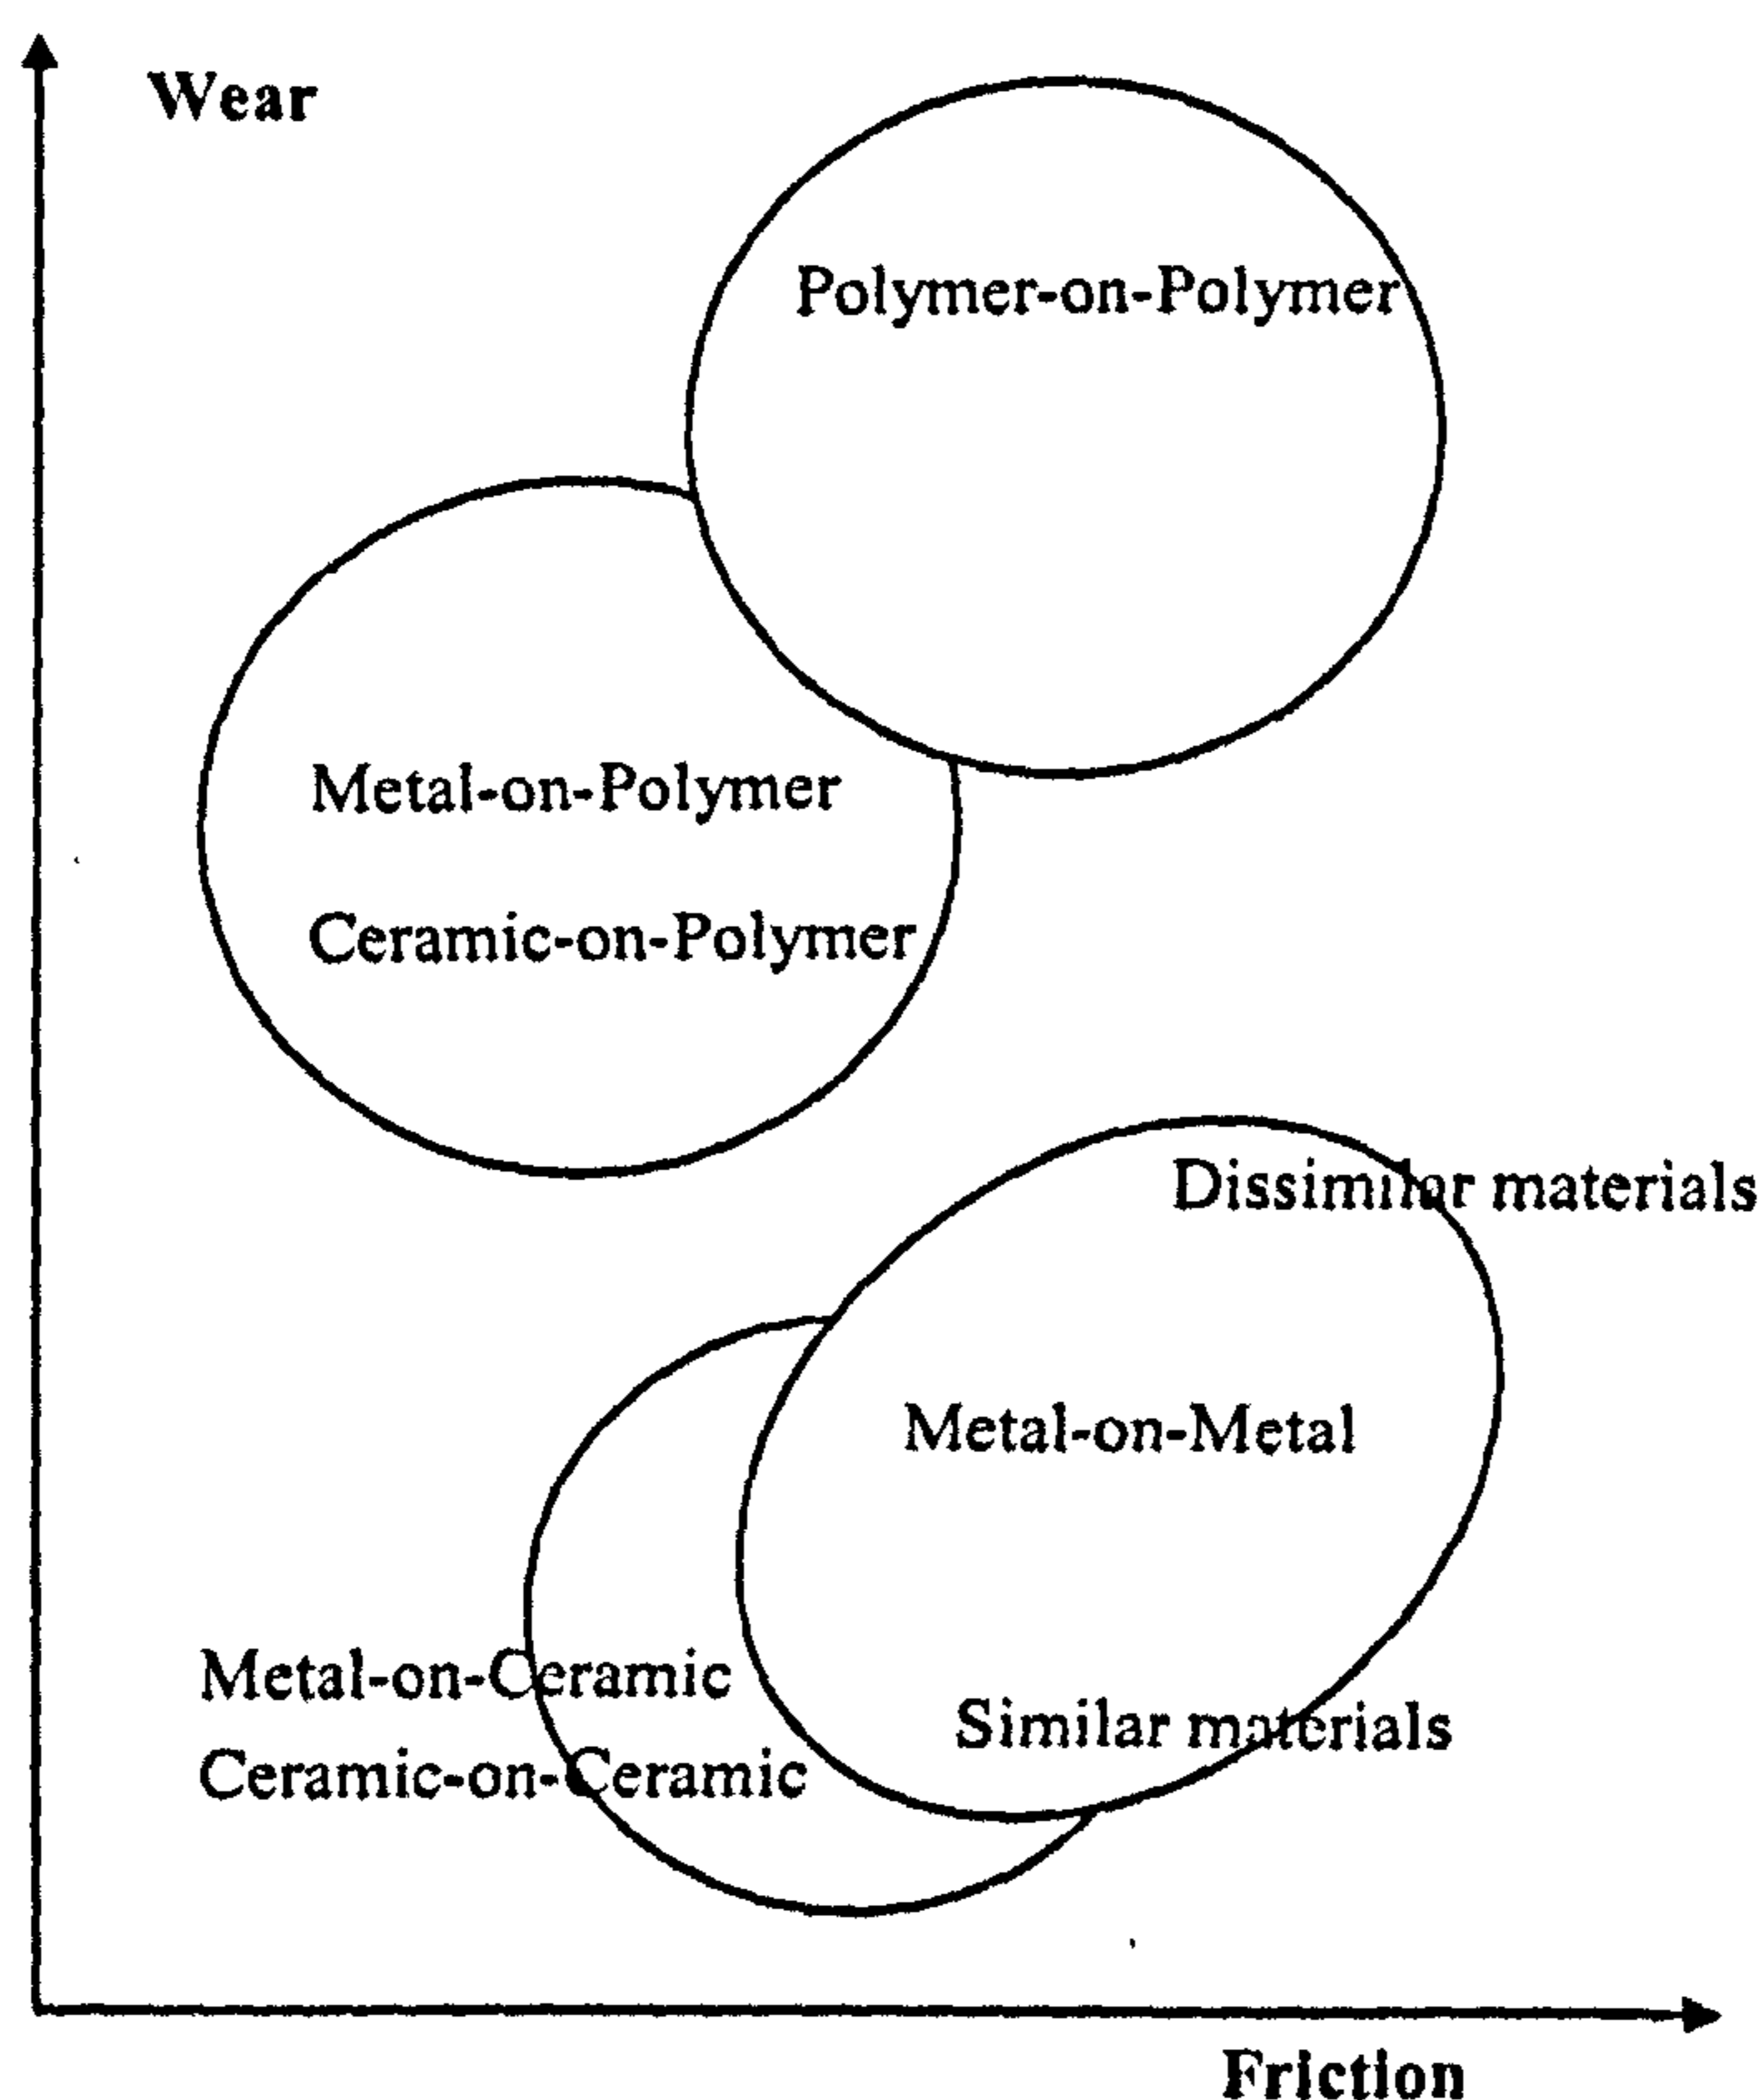 Wear
Polymer-on-Polymer
Metal-on-Polymer
Ceramic-on-Polymer
Dissimilar materials
Metal-on-Metal
Metal-on-Ceramic
Similar materials
Ceramic-on-Ceramic
Friction